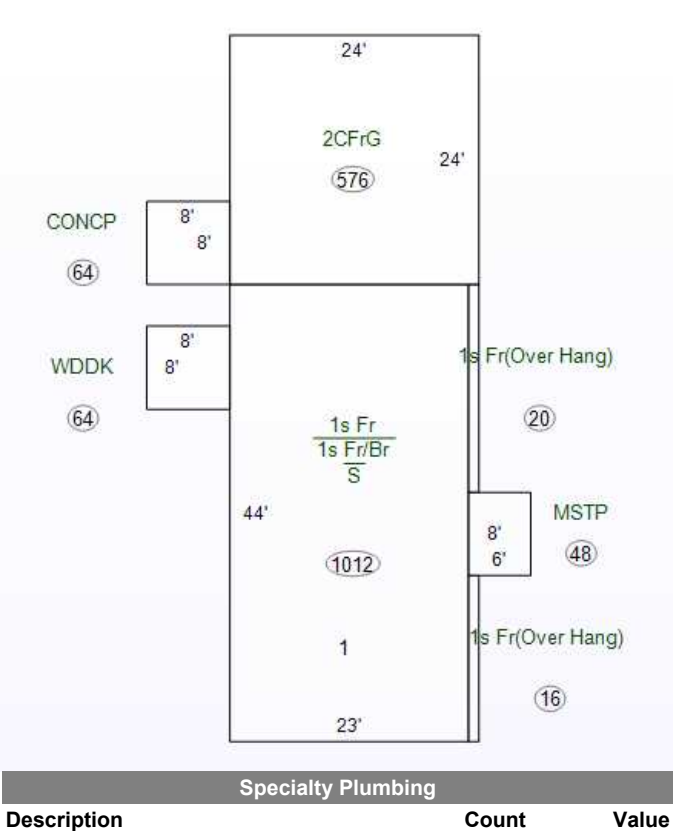 24'
2CFrG
24'
576
CONCP
8'
8'
64
8'
WDDK
8'
64
1s Fr(Over Hang)
20
1s Fr
1s Fr/Br
S
44'
MSTP
8'
6'
48
1012
1s Fr(Over Hang)
1
16
23'
Specialty Plumbing
Description Count Value